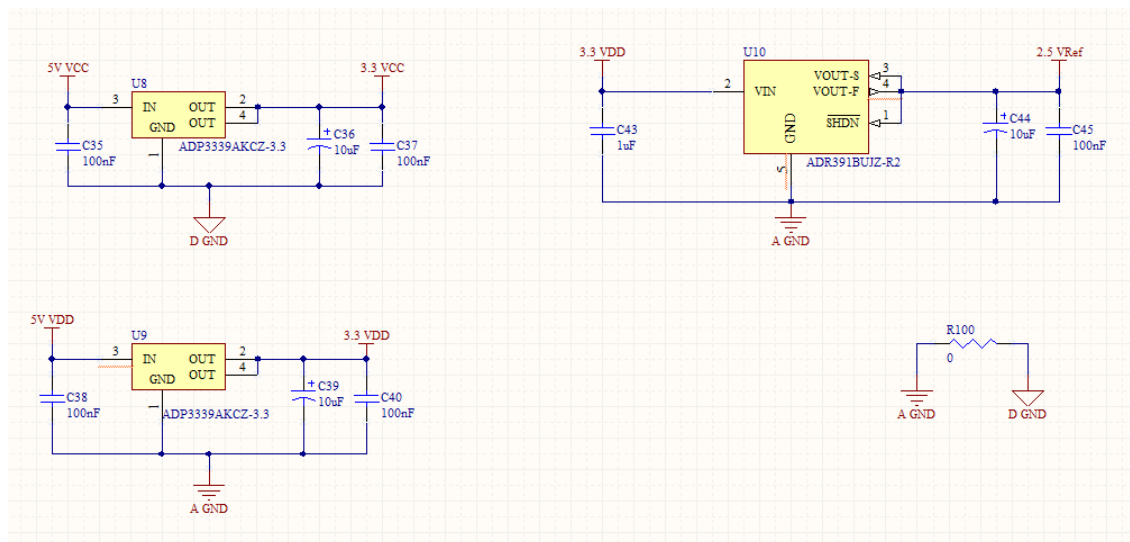 5V VCC
U8
3.3 VCC
3 IN OUT 2
OUT 4
GND
1
ADP3339AKCZ-3.3
C35
100nF
+ C36
10uF
C37
100nF
D GND
3.3 VDD
U10
2.5 VRef
2 VIN
VOUT-S 3
VOUT-F 4
SHDN 1
GND
5
ADR391BUJZ-R2
C43
1uF
+ C44
10uF
C45
100nF
A GND
5V VDD
U9
3.3 VDD
3 IN OUT 2
OUT 4
GND
1
ADP3339AKCZ-3.3
C38
100nF
+ C39
10uF
C40
100nF
A GND
R100
0
A GND
D GND